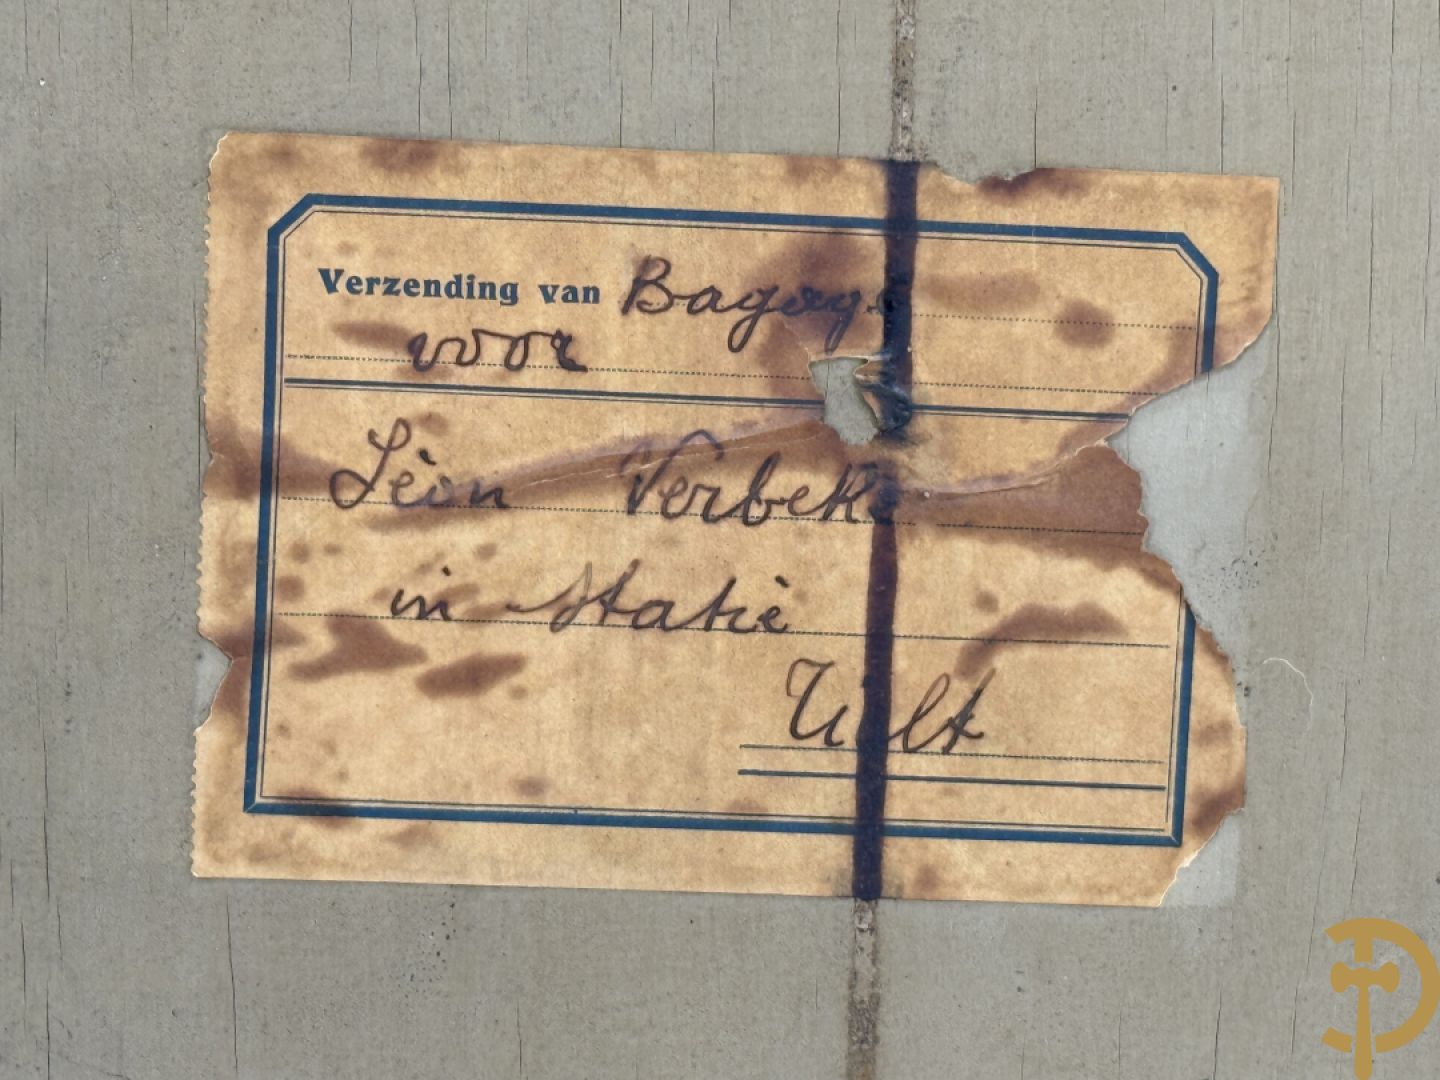 Verzending van Bagage
voor
Léon Verbeke
in Statie
Tielt